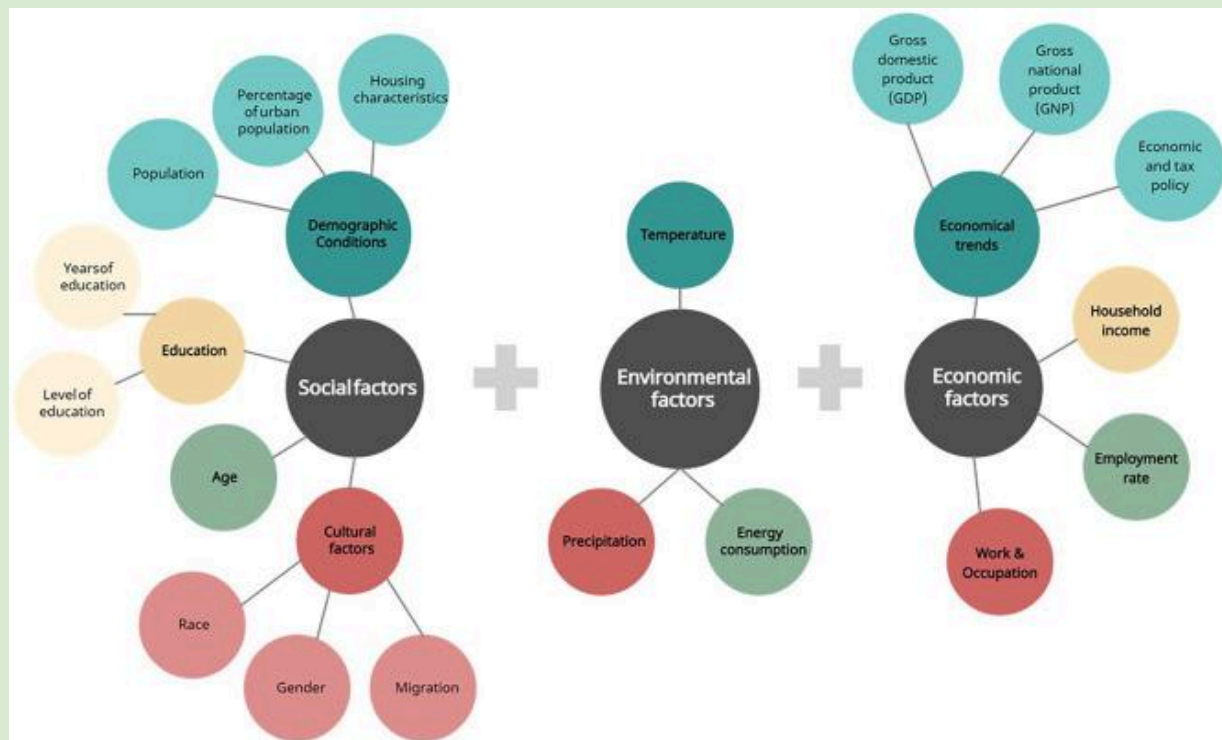 Housing
characteristics
Percentage
of urban
population
Population
Demographic
Conditions
Yearsof
education
Education
Level of
education
Social factors
Age
Cultural
factors
Race
Gender
Migration
Temperature
Environmental
factors
Precipitation
Energy
consumption
Gross
domestic
product
(GDP)
Gross
national
product
(GNP)
Economic
and tax
policy
Economical
trends
Household
income
Economic
factors
Employment
rate
Work &
Occupation